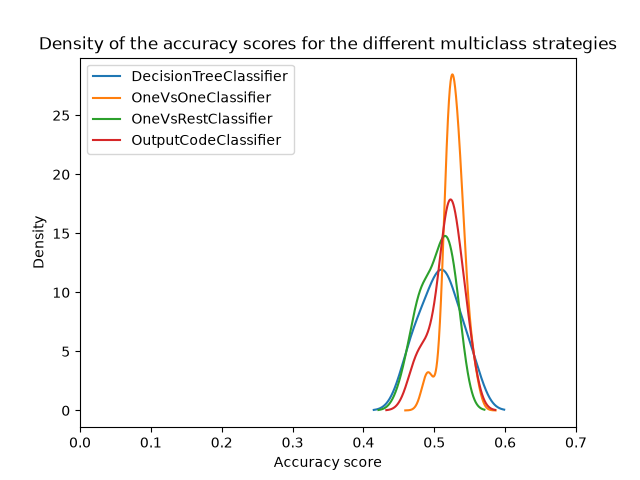 Density of the accuracy scores for the different multiclass strategies
DecisionTreeClassifier
OneVsOneClassifier
OneVsRestClassifier
OutputCodeClassifier
25
20
15
10
5
0
Density
0.0 0.1 0.2 0.3 0.4 0.5 0.6 0.7
Accuracy score